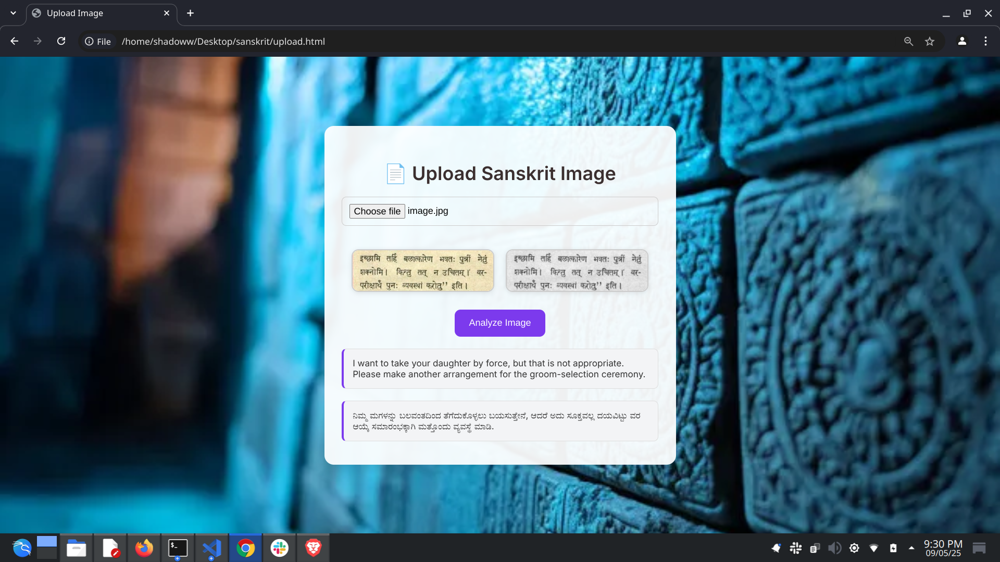 Upload Image
File
/home/shadoww/Desktop/sanskrit/upload.html
Upload Sanskrit Image
Choose file image.jpg
इच्छामि तर्हि बलात्कारेण भवतः पुत्रीं नेतुं
शक्नोमि। किन्तु तत् न उचितम्। वर-
परीक्षार्थं पुनः व्यवस्थां करोतु’’ इति।
इच्छामि तर्हि बलात्कारेण भवतः पुत्रीं नेतुं
शक्नोमि। किन्तु तत् न उचितम्। वर-
परीक्षार्थं पुनः व्यवस्थां करोतु’’ इति।
Analyze Image
I want to take your daughter by force, but that is not appropriate.
Please make another arrangement for the groom-selection ceremony.
ನಿಮ್ಮ ಮಗಳನ್ನು ಬಲವಂತದಿಂದ ತೆಗೆದುಕೊಳ್ಳಲು ಬಯಸುತ್ತೇನೆ, ಆದರೆ ಅದು ಸೂಕ್ತವಲ್ಲ ದಯವಿಟ್ಟು ವರ
ಆಯ್ಕೆ ಸಮಾರಂಭಕ್ಕಾಗಿ ಮತ್ತೊಂದು ವ್ಯವಸ್ಥೆ ಮಾಡಿ.
9:30 PM
09/05/25